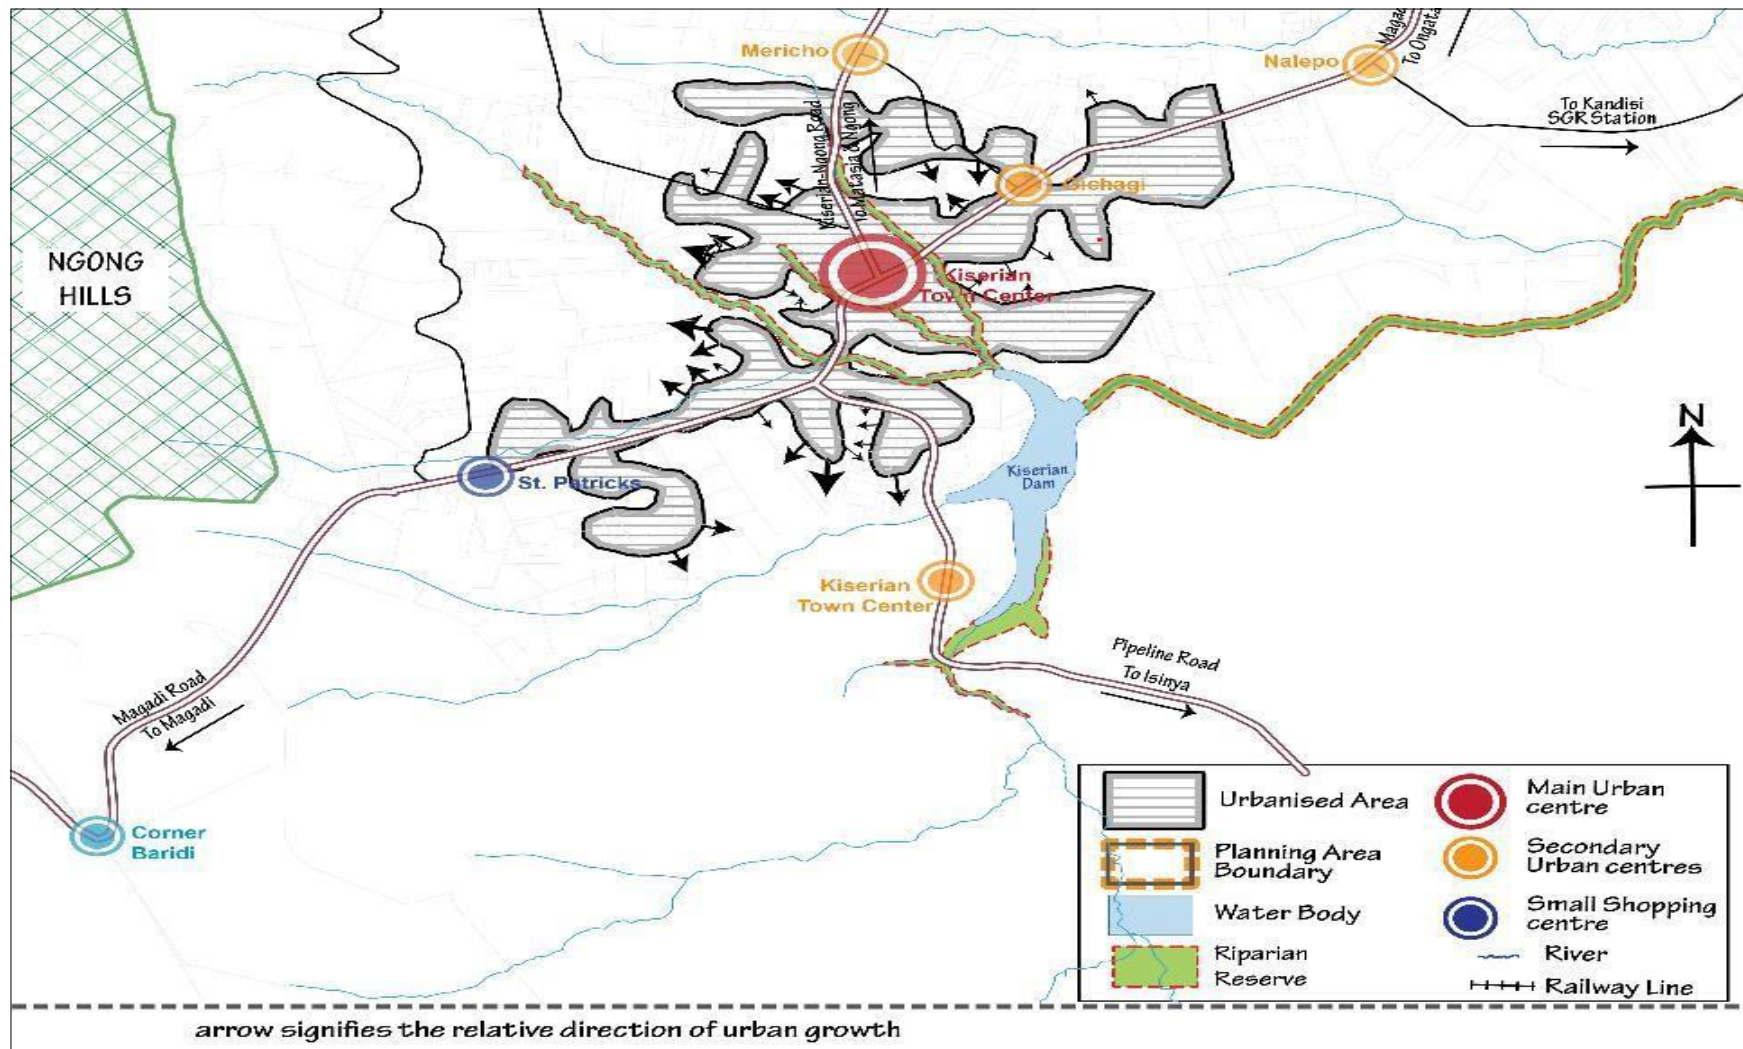 Mericho
Nalepo
Magad
To Ongata
To Kandisi
SGR Station
Kiserian-Ngong Road
To Matasia & Ngong
Gichagi
NGONG
HILLS
Kiserian
Town Center
N
Kiserian
Dam
St. Patricks
Kiserian
Town Center
Pipeline Road
To Isinya
Magadi Road
To Magadi
Corner
Baridi
Urbanised Area
Main Urban
centre
Planning Area
Boundary
Secondary
Urban centres
Water Body
Small Shopping
centre
Riparian
Reserve
River
Railway Line
arrow signifies the relative direction of urban growth